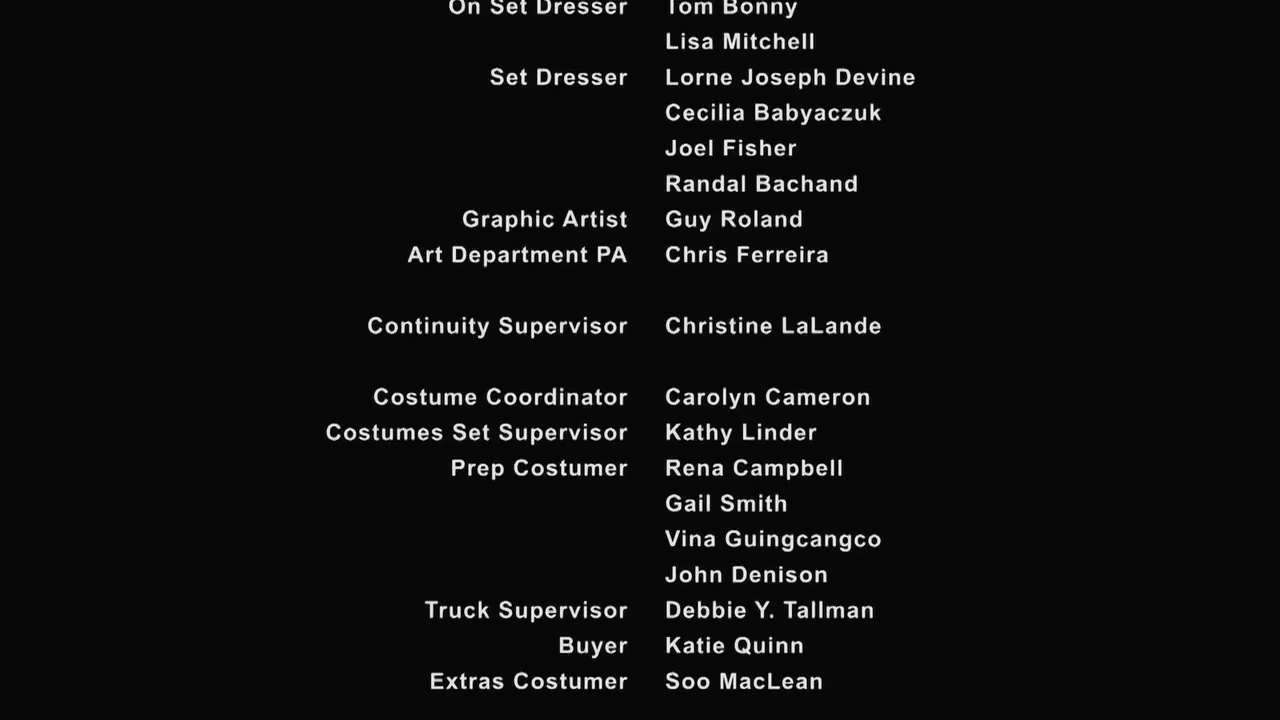 On Set Dresser Tom Bonny
Lisa Mitchell
Set Dresser Lorne Joseph Devine
Cecilia Babyaczuk
Joel Fisher
Randal Bachand
Graphic Artist Guy Roland
Art Department PA Chris Ferreira
Continuity Supervisor Christine LaLande
Costume Coordinator Carolyn Cameron
Costumes Set Supervisor Kathy Linder
Prep Costumer Rena Campbell
Gail Smith
Vina Guingcangco
John Denison
Truck Supervisor Debbie Y. Tallman
Buyer Katie Quinn
Extras Costumer Soo MacLean